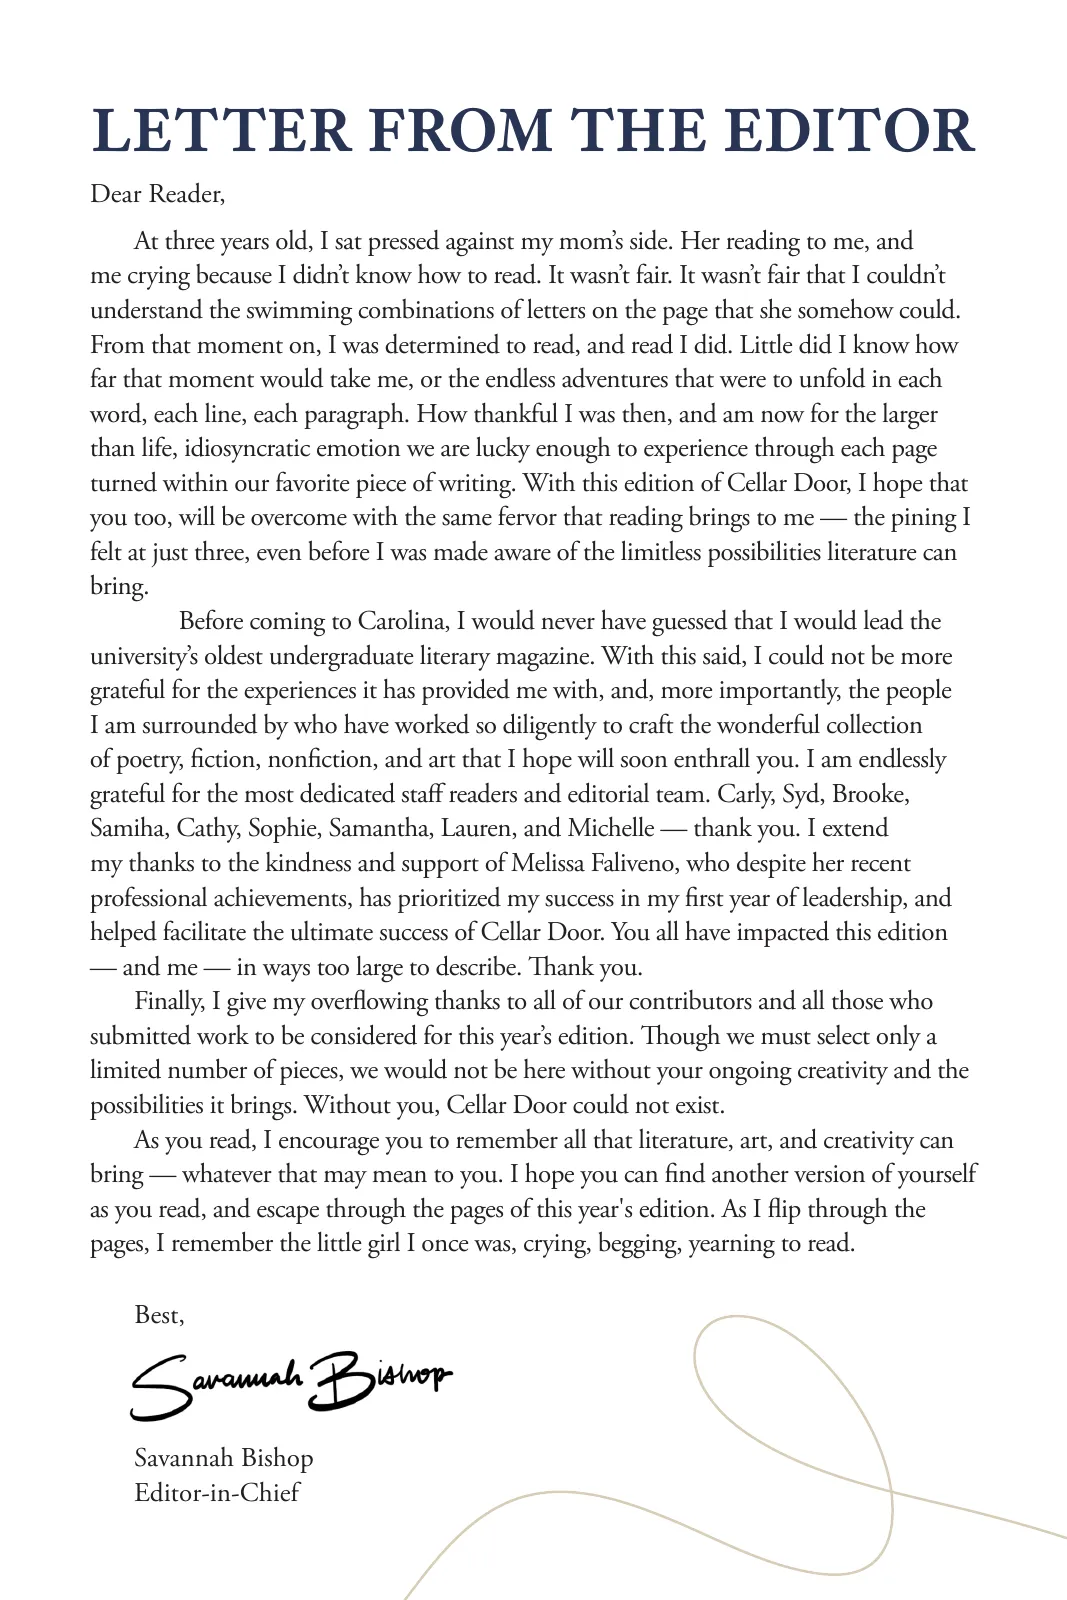 LETTER FROM THE EDITOR
Dear Reader,
At three years old, I sat pressed against my mom’s side. Her reading to me, and
me crying because I didn’t know how to read. It wasn’t fair. It wasn’t fair that I couldn’t
understand the swimming combinations of letters on the page that she somehow could.
From that moment on, I was determined to read, and read I did. Little did I know how
far that moment would take me, or the endless adventures that were to unfold in each
word, each line, each paragraph. How thankful I was then, and am now for the larger
than life, idiosyncratic emotion we are lucky enough to experience through each page
turned within our favorite piece of writing. With this edition of Cellar Door, I hope that
you too, will be overcome with the same fervor that reading brings to me — the pining I
felt at just three, even before I was made aware of the limitless possibilities literature can
bring.
Before coming to Carolina, I would never have guessed that I would lead the
university’s oldest undergraduate literary magazine. With this said, I could not be more
grateful for the experiences it has provided me with, and, more importantly, the people
I am surrounded by who have worked so diligently to craft the wonderful collection
of poetry, fiction, nonfiction, and art that I hope will soon enthrall you. I am endlessly
grateful for the most dedicated staff readers and editorial team. Carly, Syd, Brooke,
Samiha, Cathy, Sophie, Samantha, Lauren, and Michelle — thank you. I extend
my thanks to the kindness and support of Melissa Faliveno, who despite her recent
professional achievements, has prioritized my success in my first year of leadership, and
helped facilitate the ultimate success of Cellar Door. You all have impacted this edition
— and me — in ways too large to describe. Thank you.
Finally, I give my overflowing thanks to all of our contributors and all those who
submitted work to be considered for this year’s edition. Though we must select only a
limited number of pieces, we would not be here without your ongoing creativity and the
possibilities it brings. Without you, Cellar Door could not exist.
As you read, I encourage you to remember all that literature, art, and creativity can
bring — whatever that may mean to you. I hope you can find another version of yourself
as you read, and escape through the pages of this year's edition. As I flip through the
pages, I remember the little girl I once was, crying, begging, yearning to read.
Best,
Savannah Bishop
Savannah Bishop
Editor-in-Chief